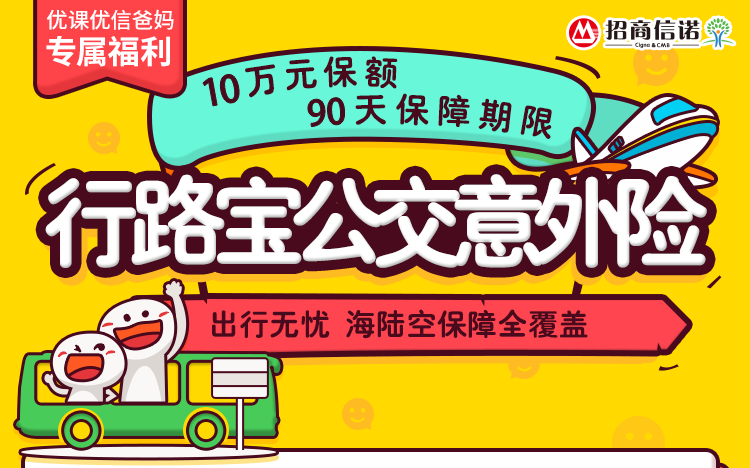 优课优信爸妈
专属福利
招商信诺
Cigna & CMB
10万元保额
90天保障期限
行路宝公交意外险
出行无忧 海陆空保障全覆盖